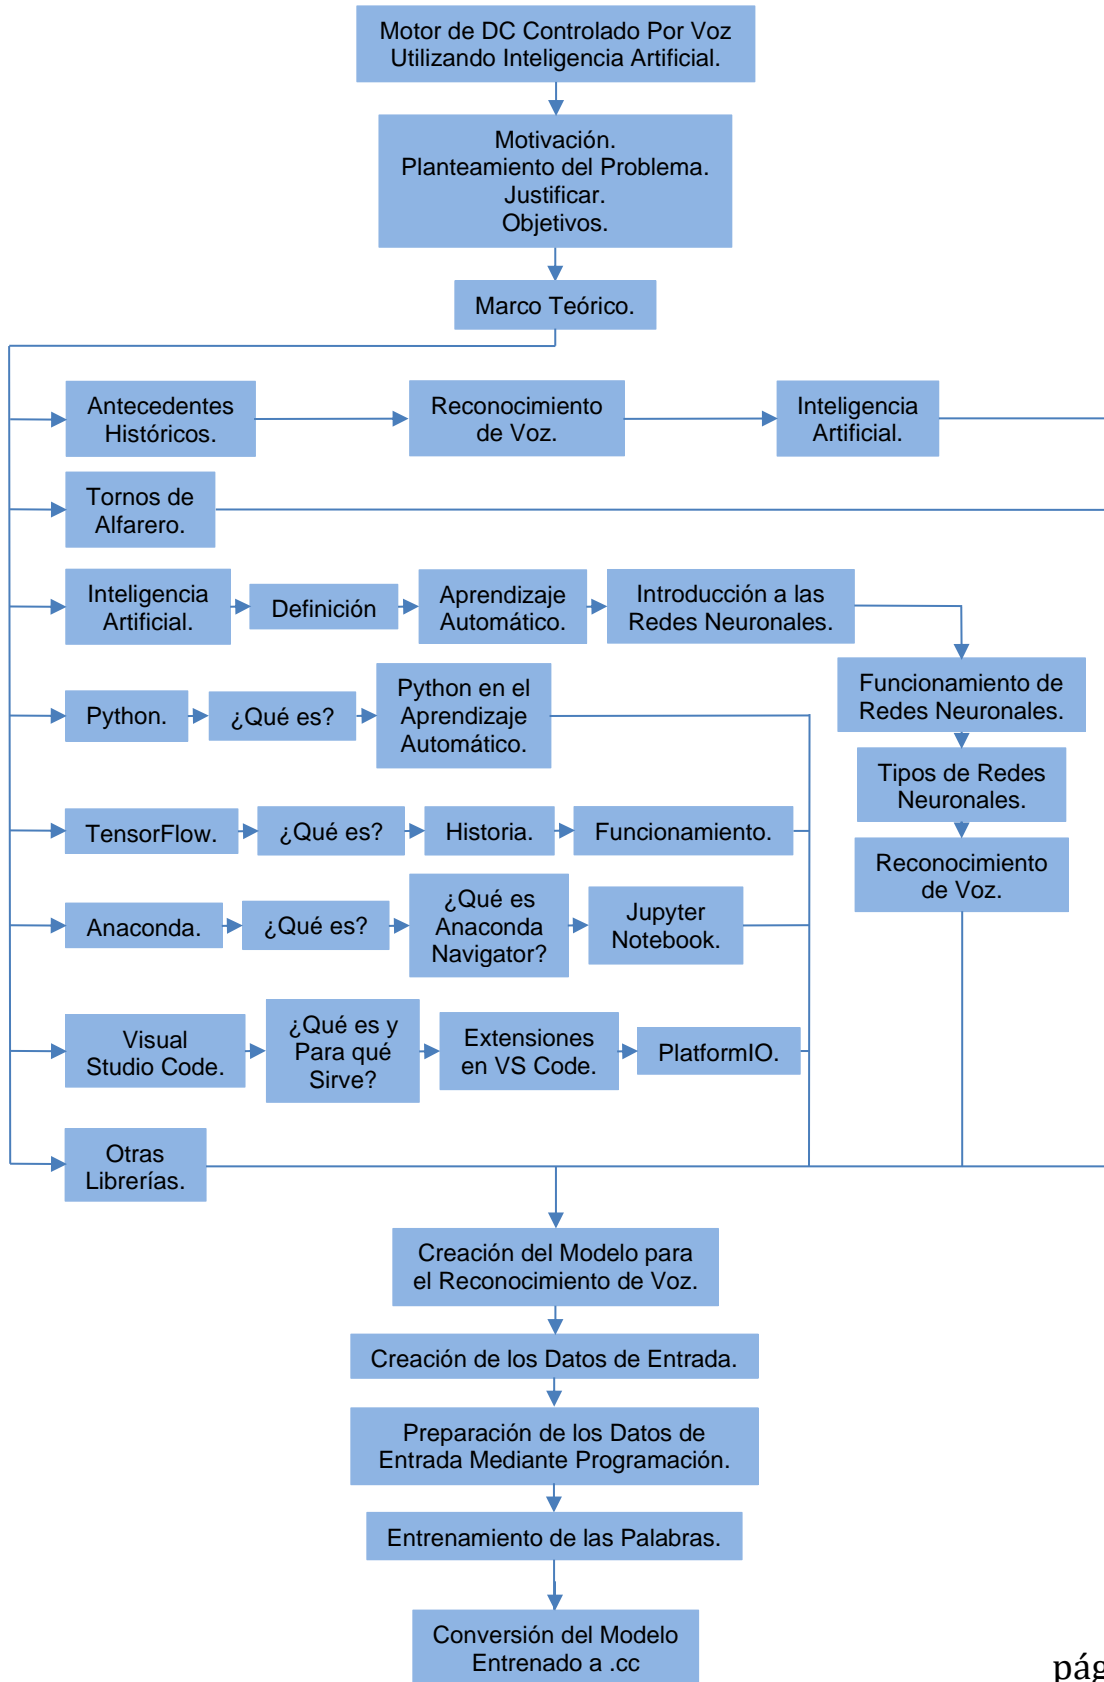 Motor de DC Controlado Por Voz
Utilizando Inteligencia Artificial.
Motivación.
Planteamiento del Problema.
Justificar.
Objetivos.
Marco Teórico.
Antecedentes
Históricos.
Reconocimiento
de Voz.
Inteligencia
Artificial.
Tornos de
Alfarero.
Inteligencia
Artificial.
Definición
Aprendizaje
Automático.
Introducción a las
Redes Neuronales.
Funcionamiento de
Redes Neuronales.
Tipos de Redes
Neuronales.
Reconocimiento
de Voz.
Python.
¿Qué es?
Python en el
Aprendizaje
Automático.
TensorFlow.
¿Qué es?
Historia.
Funcionamiento.
Anaconda.
¿Qué es?
¿Qué es
Anaconda
Navigator?
Jupyter
Notebook.
Visual
Studio Code.
¿Qué es y
Para qué
Sirve?
Extensiones
en VS Code.
PlatformIO.
Otras
Librerías.
Creación del Modelo para
el Reconocimiento de Voz.
Creación de los Datos de Entrada.
Preparación de los Datos de
Entrada Mediante Programación.
Entrenamiento de las Palabras.
Conversión del Modelo
Entrenado a .cc
pág